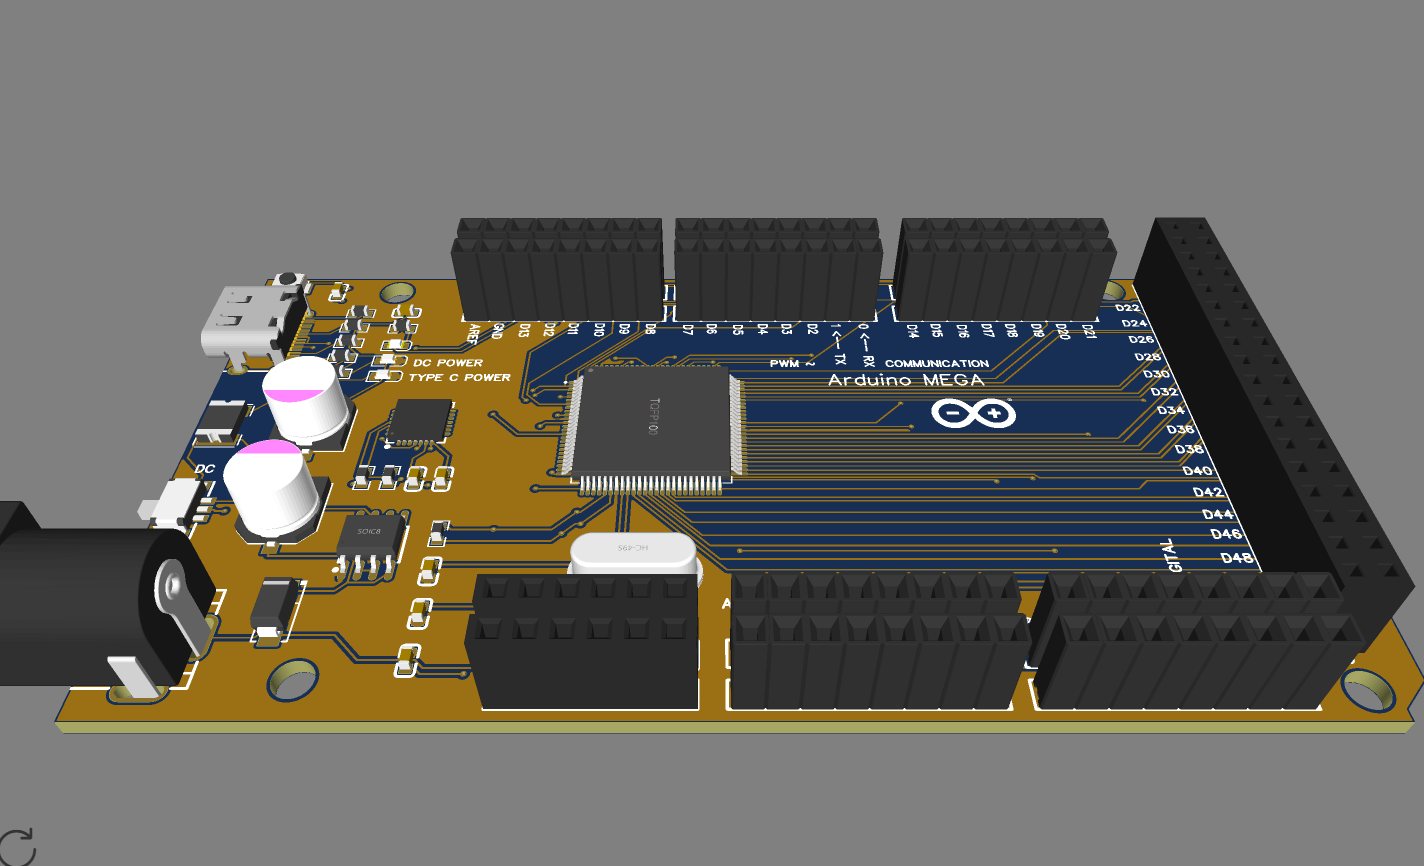 AREF
GND
D13
D12
D11
D10
D9
D8
D7
D6
D5
D4
D3
D2
1 <-- TX
0 <-- RX
D14
D15
D16
D17
D18
D19
D20
D21
D22
D24
D26
D28
D30
D32
D34
D36
D38
D40
D42
D44
D46
D48
DC POWER
TYPE C POWER
PWM ~
COMMUNICATION
Arduino MEGA
- +
DC
SOIC8
HC-49S
GITAL
A